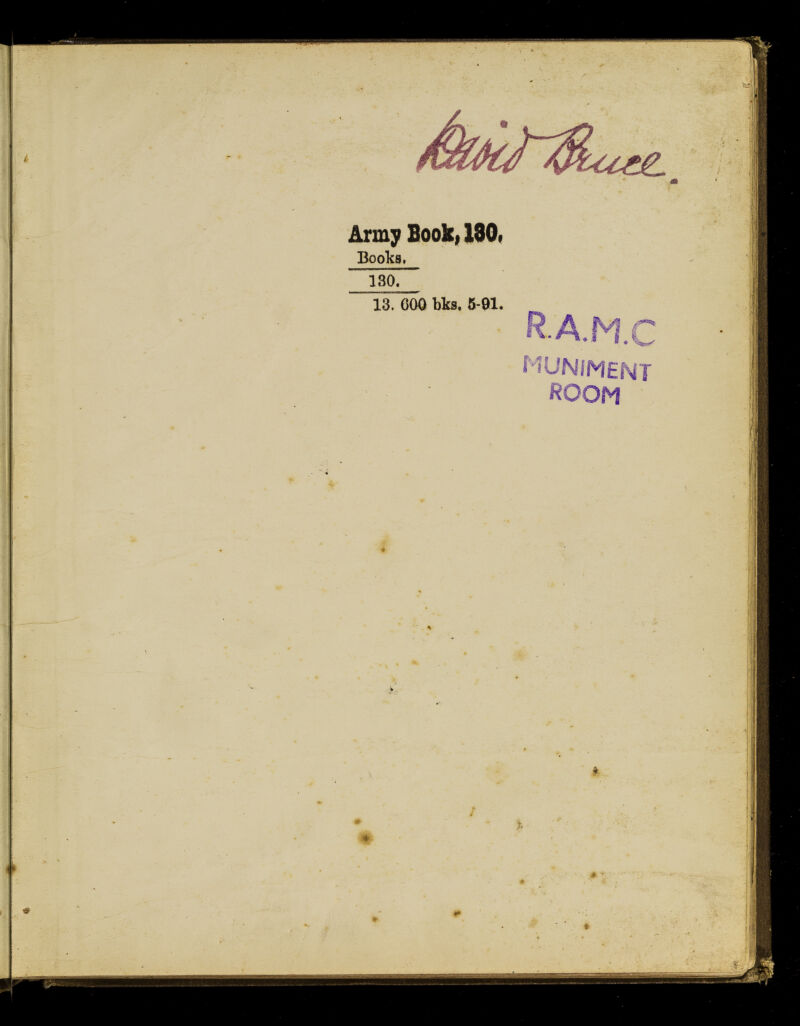 David Bruce.
Army Book, 130.
Books.
130.
13. 600 bks. 5-91.
R.A.M.C
MUNIMENT
ROOM